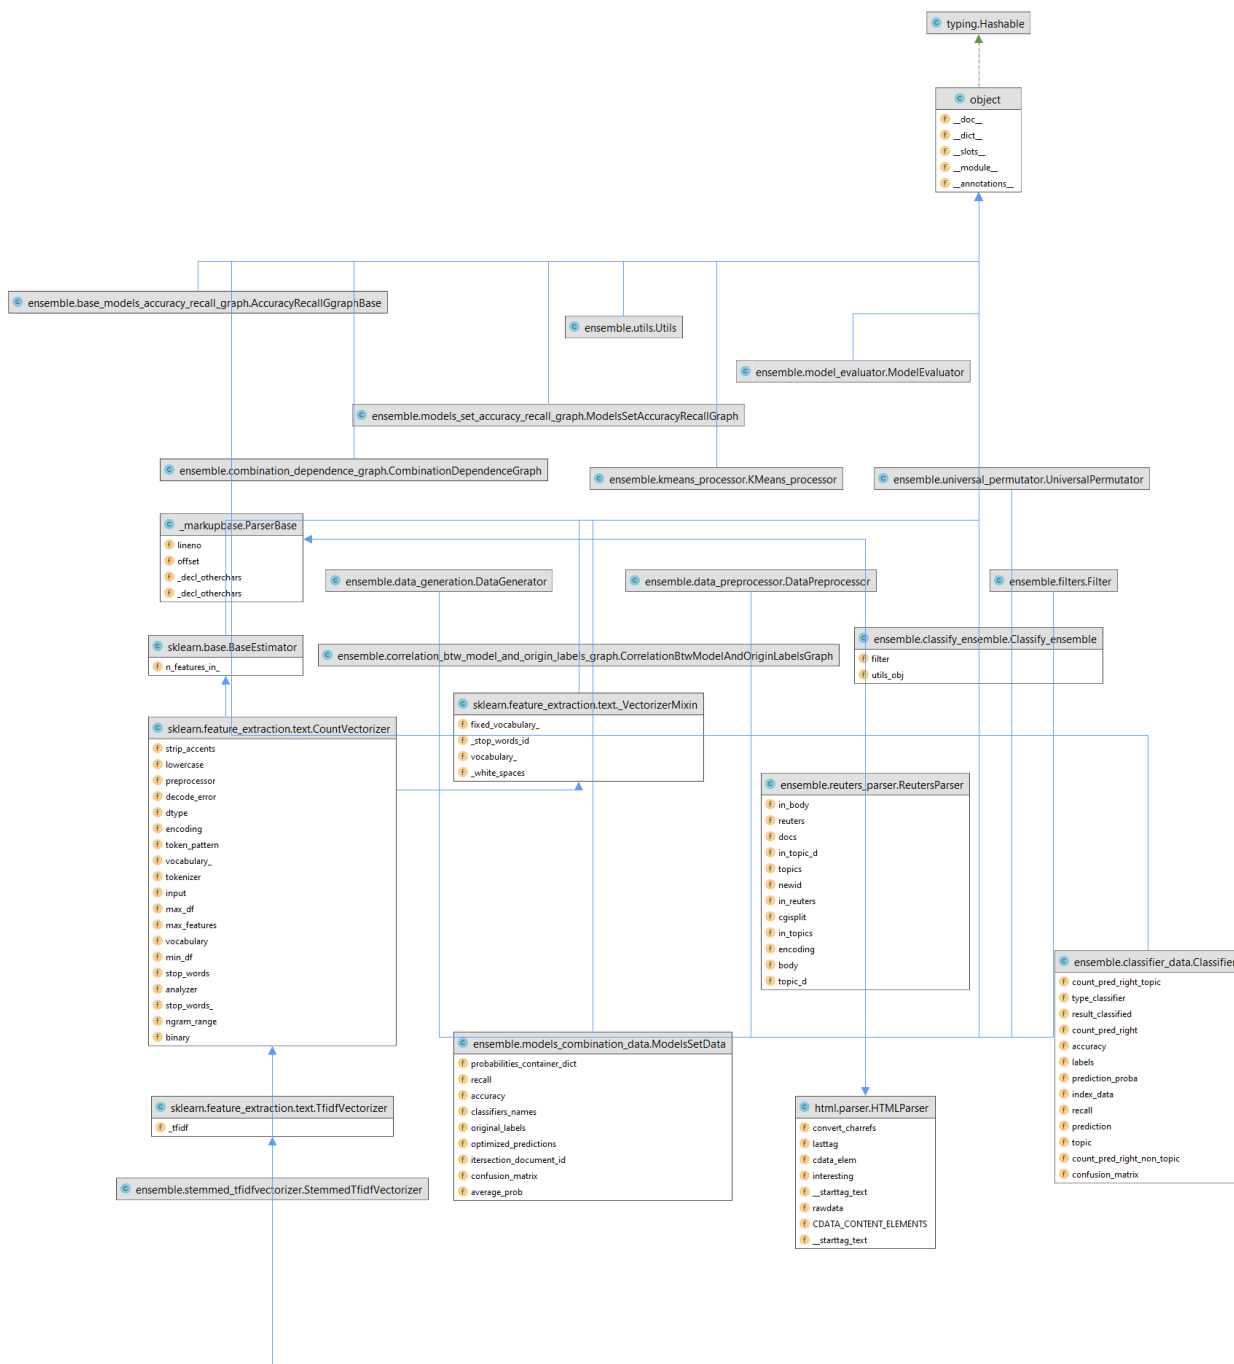 typing.Hashable
object
__doc__
__dict__
__slots__
__module__
__annotations__
ensemble.base_models_accuracy_recall_graph.AccuracyRecallGgraphBase
ensemble.utils.Utils
ensemble.model_evaluator.ModelEvaluator
ensemble.models_set_accuracy_recall_graph.ModelsSetAccuracyRecallGraph
ensemble.combination_dependence_graph.CombinationDependenceGraph
ensemble.kmeans_processor.KMeans_processor
ensemble.universal_permutator.UniversalPermutator
_markupbase.ParserBase
lineno
offset
_decl_otherchars
_decl_otherchars
ensemble.data_generation.DataGenerator
ensemble.data_preprocessor.DataPreprocessor
ensemble.filters.Filter
sklearn.base.BaseEstimator
n_features_in_
ensemble.correlation_btw_model_and_origin_labels_graph.CorrelationBtwModelAndOriginLabelsGraph
ensemble.classify_ensemble.Classify_ensemble
filter
utils_obj
sklearn.feature_extraction.text._VectorizerMixin
fixed_vocabulary_
_stop_words_id
vocabulary_
_white_spaces
sklearn.feature_extraction.text.CountVectorizer
strip_accents
lowercase
preprocessor
decode_error
dtype
encoding
token_pattern
vocabulary_
tokenizer
input
max_df
max_features
vocabulary
min_df
stop_words
analyzer
stop_words_
ngram_range
binary
ensemble.reuters_parser.ReutersParser
in_body
reuters
docs
in_topic_d
topics
newid
in_reuters
cgisplit
in_topics
encoding
body
topic_d
ensemble.classifier_data.Classifier
count_pred_right_topic
type_classifier
result_classified
count_pred_right
accuracy
labels
prediction_proba
index_data
recall
prediction
topic
count_pred_right_non_topic
confusion_matrix
ensemble.models_combination_data.ModelsSetData
probabilities_container_dict
recall
accuracy
classifiers_names
original_labels
optimized_predictions
itersection_document_id
confusion_matrix
average_prob
sklearn.feature_extraction.text.TfidfVectorizer
_tfidf
html.parser.HTMLParser
convert_charrefs
lasttag
cdata_elem
interesting
__starttag_text
rawdata
CDATA_CONTENT_ELEMENTS
__starttag_text
ensemble.stemmed_tfidfvectorizer.StemmedTfidfVectorizer